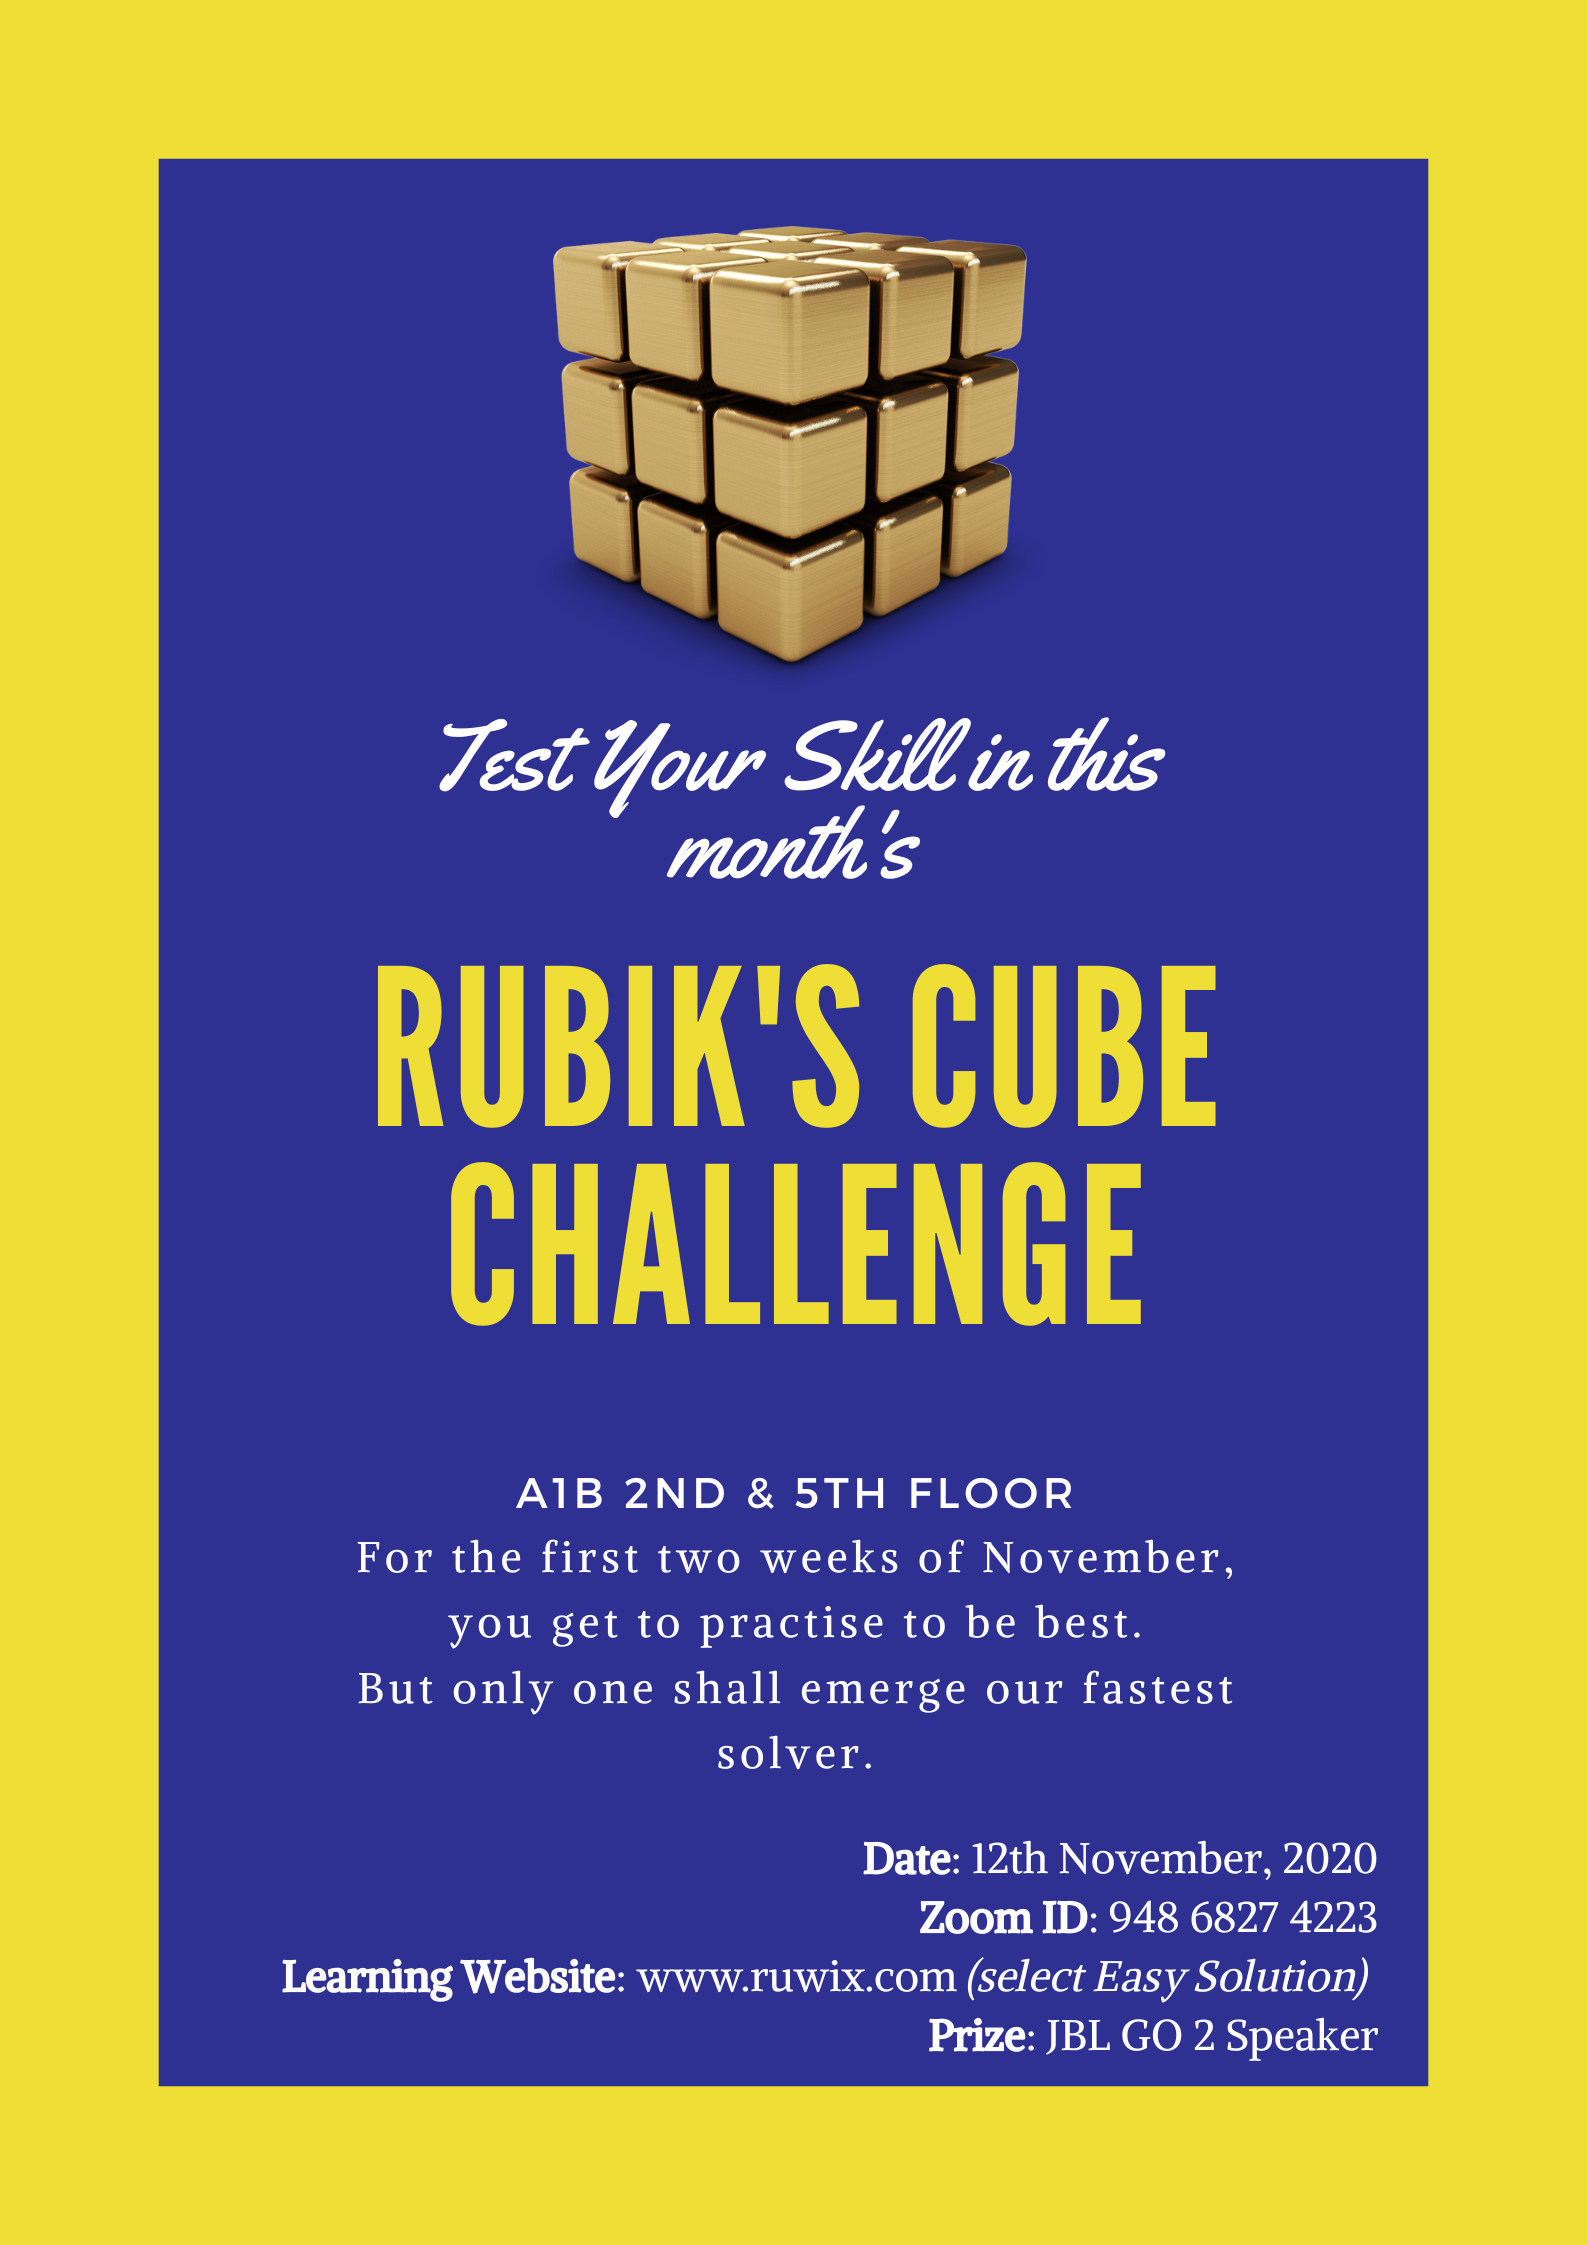 Test Your Skill in this
month's
RUBIK'S CUBE
CHALLENGE
A1B 2ND & 5TH FLOOR
For the first two weeks of November,
you get to practise to be best.
But only one shall emerge our fastest
solver.
Date: 12th November, 2020
Zoom ID: 948 6827 4223
Learning Website: www.ruwix.com (select Easy Solution)
Prize: JBL GO 2 Speaker